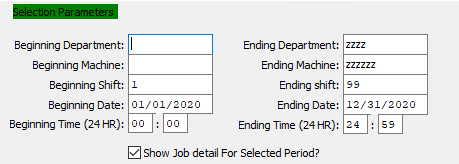 Selection Parameters
Beginning Department: Ending Department: zzzz
Beginning Machine: Ending Machine: zzzzzz
Beginning Shift: 1 Ending shift: 99
Beginning Date: 01/01/2020 Ending Date: 12/31/2020
Beginning Time (24 HR): 00 : 00 Ending Time (24 HR): 24 : 59
Show Job detail For Selected Period?